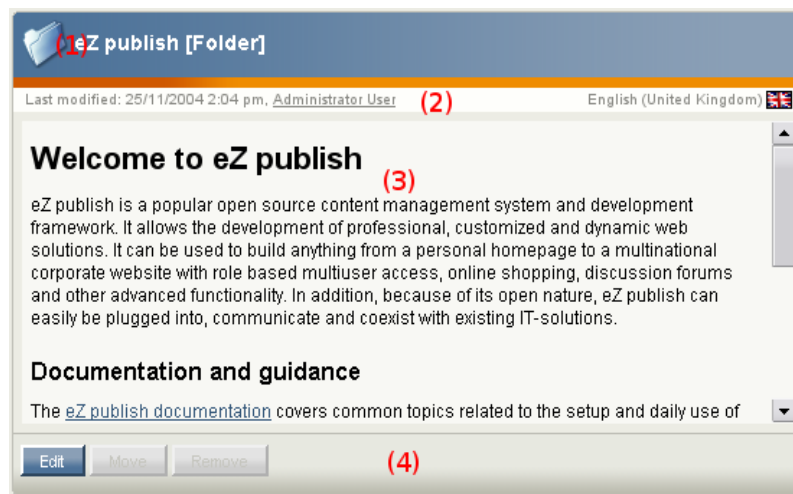 (1) eZ publish [Folder]
Last modified: 25/11/2004 2:04 pm, Administrator User (2) English (United Kingdom)
Welcome to eZ publish
(3)
eZ publish is a popular open source content management system and development
framework. It allows the development of professional, customized and dynamic web
solutions. It can be used to build anything from a personal homepage to a multinational
corporate website with role based multiuser access, online shopping, discussion forums
and other advanced functionality. In addition, because of its open nature, eZ publish can
easily be plugged into, communicate and coexist with existing IT-solutions.
Documentation and guidance
The eZ publish documentation covers common topics related to the setup and daily use of
Edit Move Remove (4)